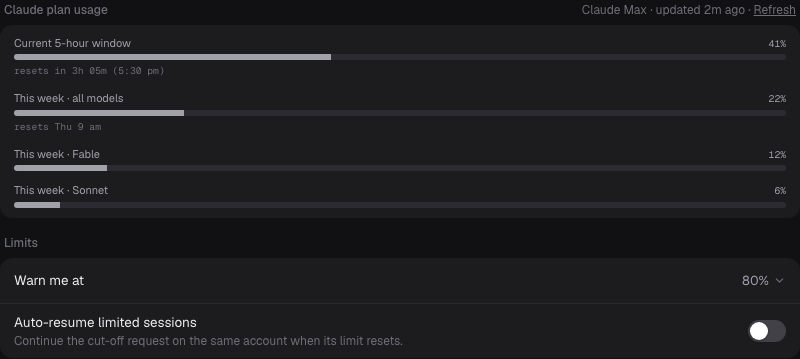 Claude plan usage
Claude Max · updated 2m ago · Refresh
Current 5-hour window
41%
resets in 3h 05m (5:30 pm)
This week · all models
22%
resets Thu 9 am
This week · Fable
12%
This week · Sonnet
6%
Limits
Warn me at
80%
Auto-resume limited sessions
Continue the cut-off request on the same account when its limit resets.